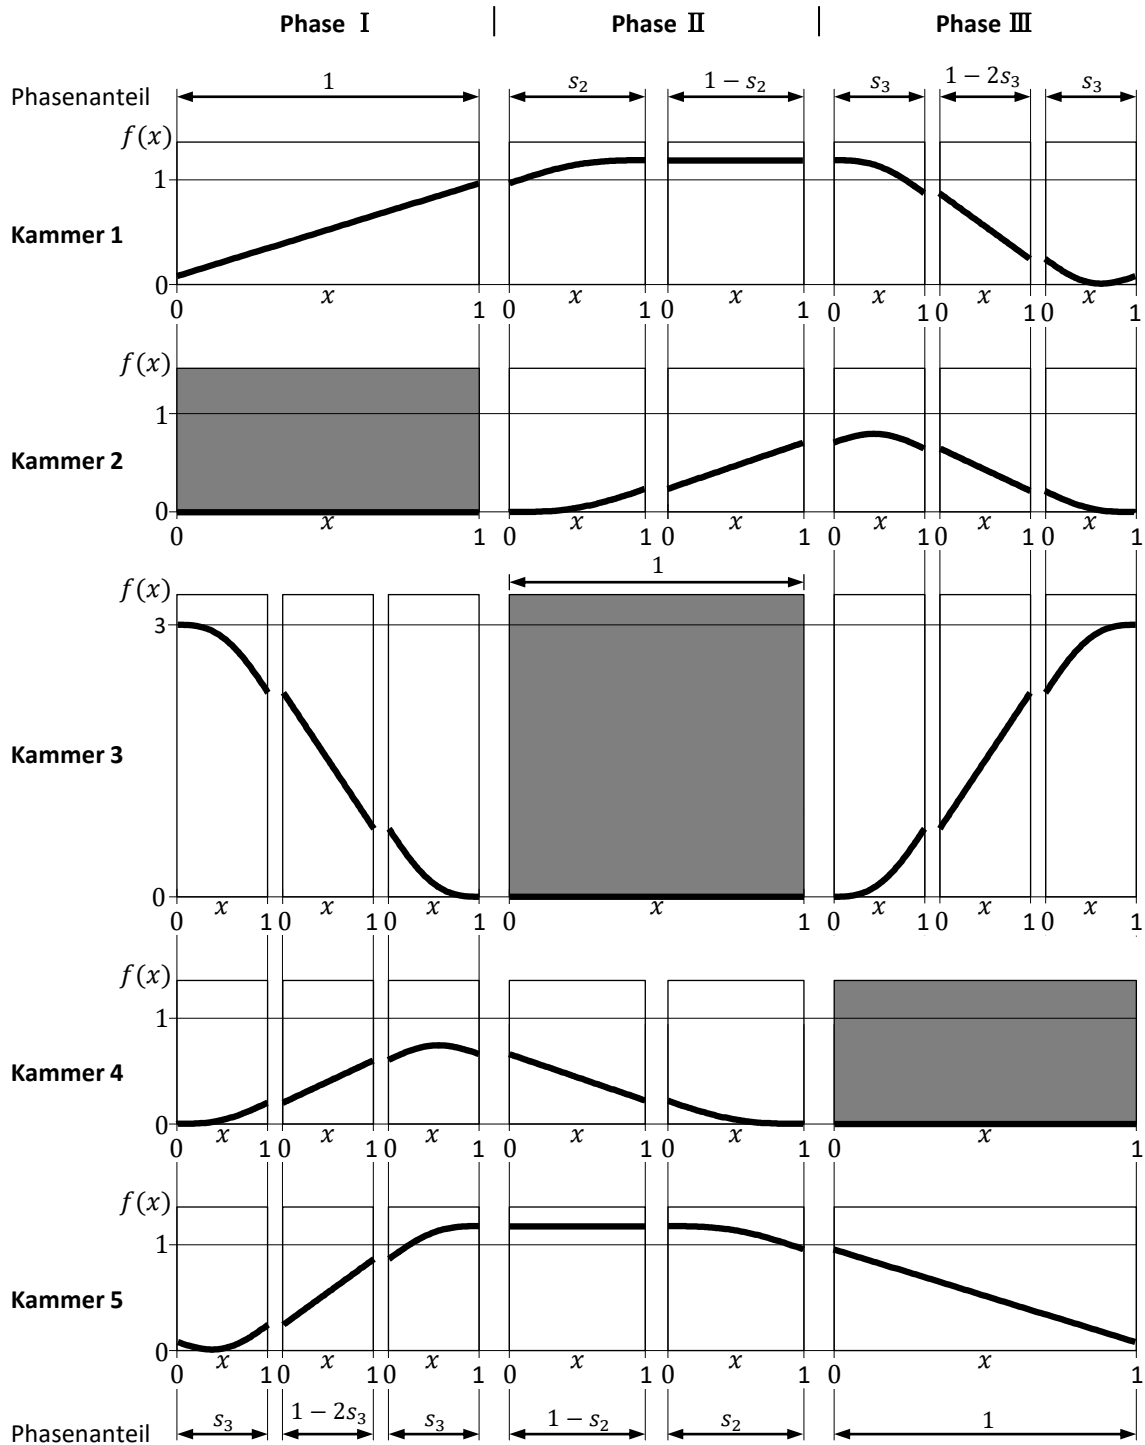 Phase I | Phase II | Phase III
Phasenanteil 1 s₂ 1 − s₂ s₃ 1 − 2s₃ s₃
f(x)
1
Kammer 1
0
x x x x x x
0 1 0 1 0 1 0 1 0 1 0 1
f(x)
1
Kammer 2
0
x x x x x x
0 1 0 1 0 1 0 1 0 1 0 1
1
f(x)
3
Kammer 3
0
x x x x x x x
0 1 0 1 0 1 0 1 0 1 0 1 0 1
f(x)
1
Kammer 4
0
x x x x x x
0 1 0 1 0 1 0 1 0 1 0 1
f(x)
1
Kammer 5
0
x x x x x x
0 1 0 1 0 1 0 1 0 1 0 1
Phasenanteil s₃ 1 − 2s₃ s₃ 1 − s₂ s₂ 1